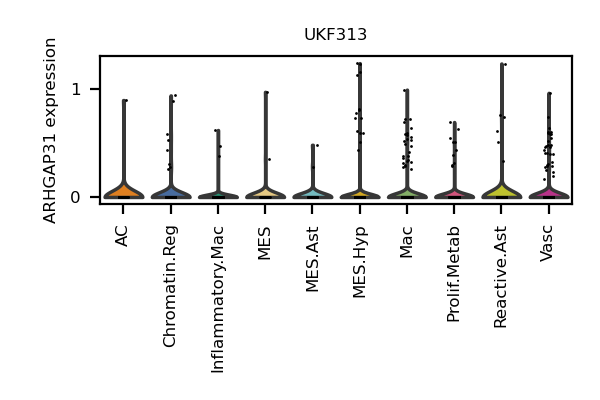 UKF313
ARHGAP31 expression
1
0
AC
Chromatin.Reg
Inflammatory.Mac
MES
MES.Ast
MES.Hyp
Mac
Prolif.Metab
Reactive.Ast
Vasc